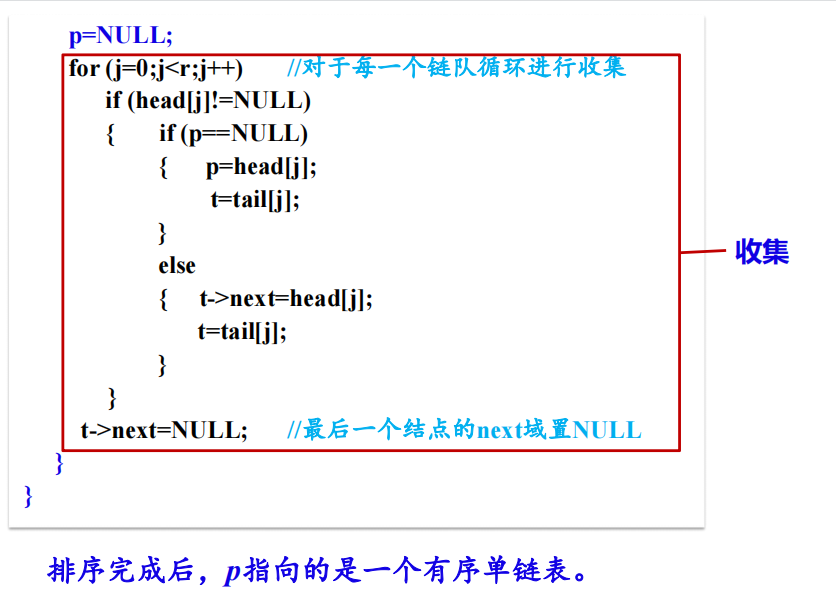 p=NULL;
for (j=0;j<r;j++) //对于每一个链队循环进行收集
if (head[j]!=NULL)
{ if (p==NULL)
{ p=head[j];
t=tail[j];
}
else
{ t->next=head[j];
t=tail[j];
}
}
t->next=NULL; //最后一个结点的next域置NULL
}
}
收集
排序完成后，p指向的是一个有序单链表。